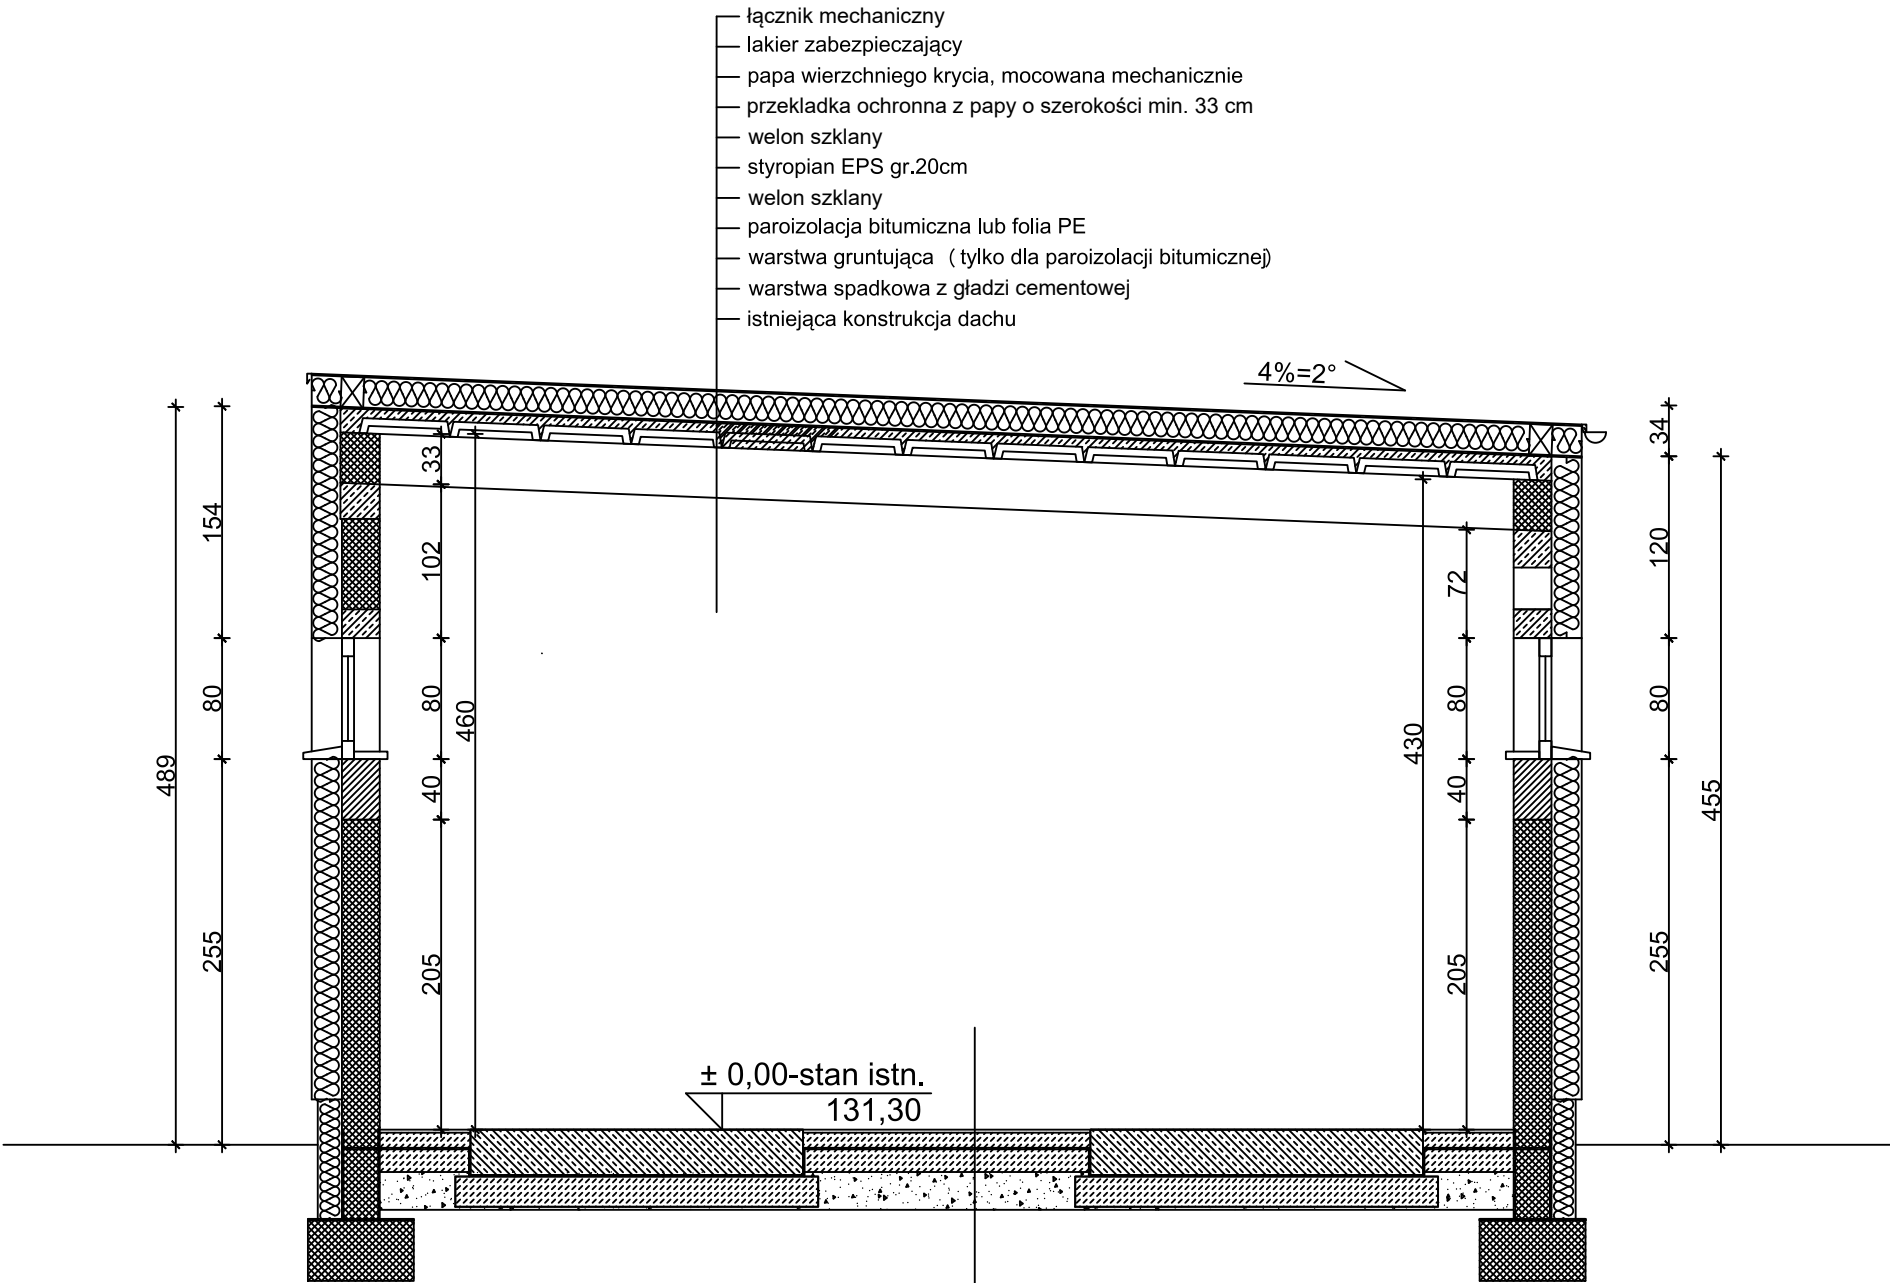 łącznik mechaniczny
lakier zabezpieczający
papa wierzchniego krycia, mocowana mechanicznie
przekladka ochronna z papy o szerokości min. 33 cm
welon szklany
styropian EPS gr.20cm
welon szklany
paroizolacja bitumiczna lub folia PE
warstwa gruntująca ( tylko dla paroizolacji bitumicznej)
warstwa spadkowa z gładzi cementowej
istniejąca konstrukcja dachu
4%=2°
489
154
80
255
33
102
80
40
205
460
430
72
80
40
205
34
120
80
255
455
± 0,00-stan istn.
131,30